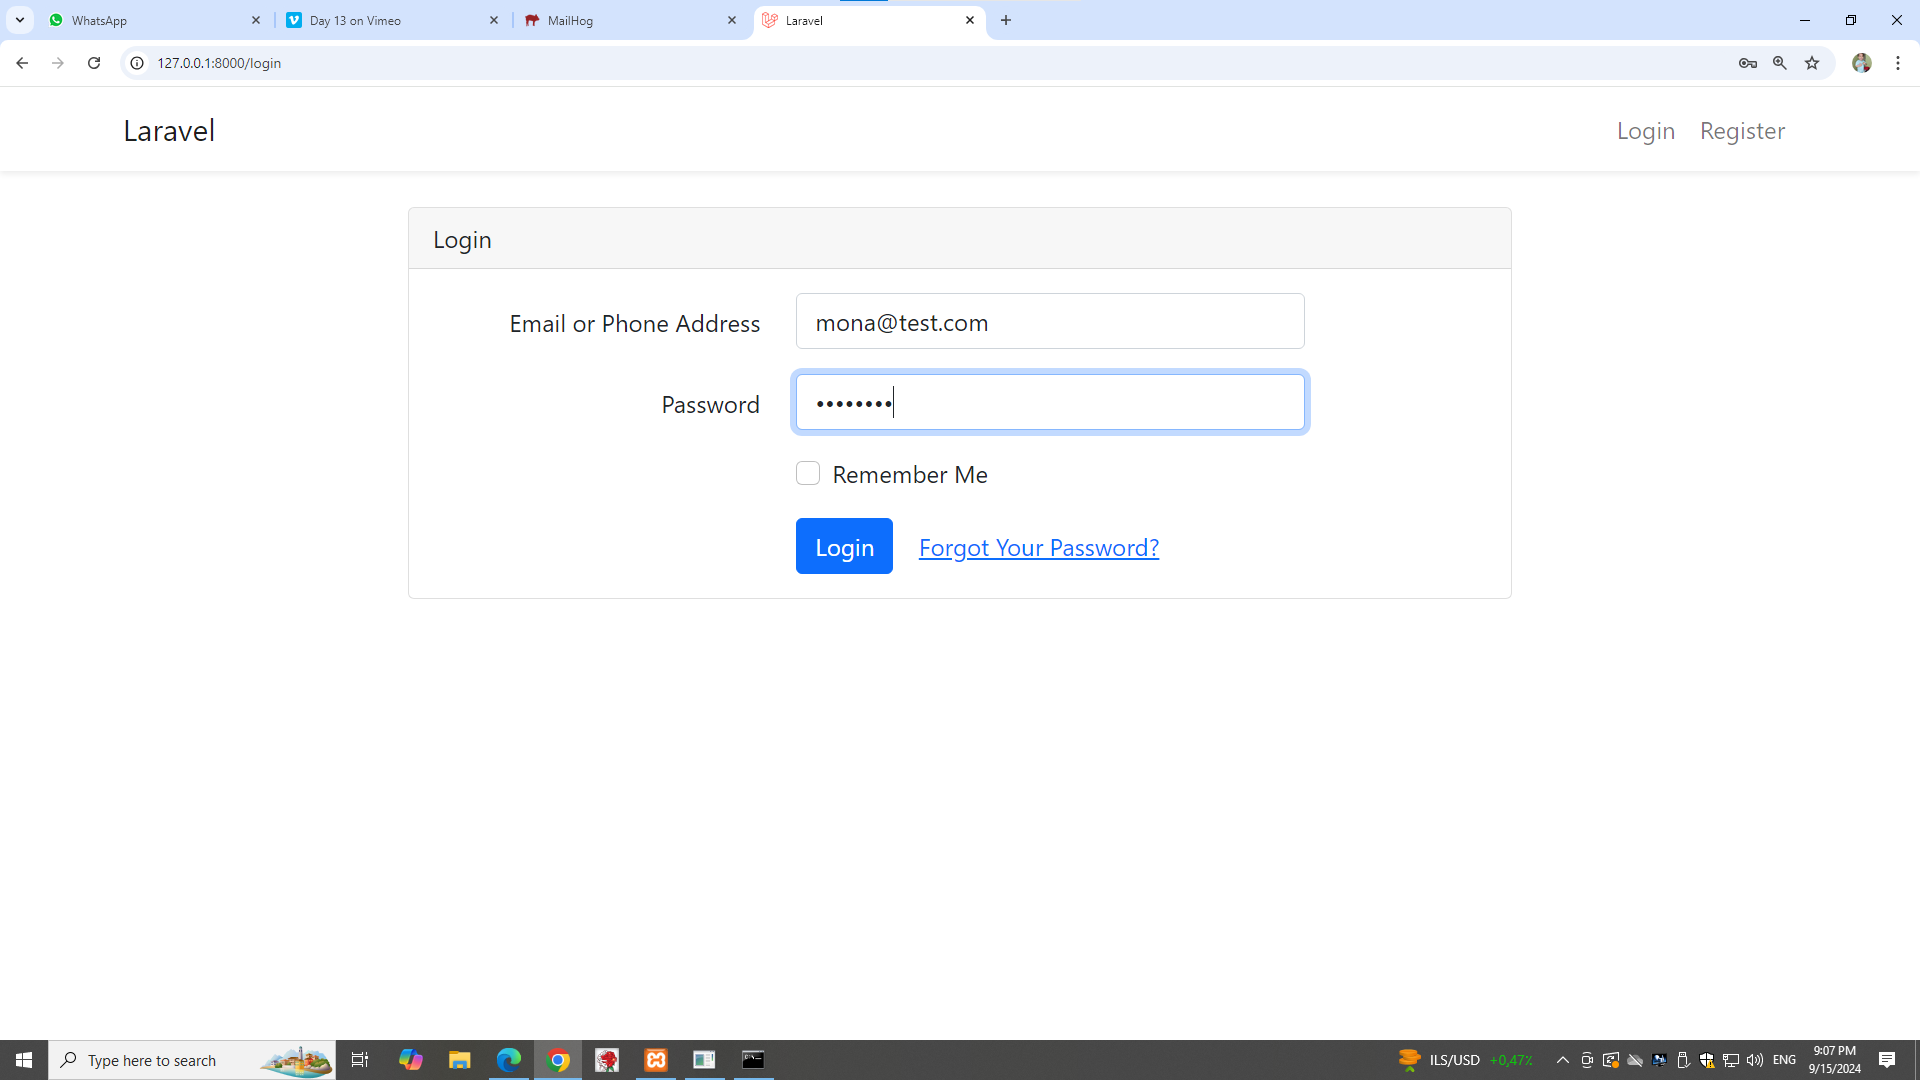 WhatsApp
Day 13 on Vimeo
MailHog
Laravel
127.0.0.1:8000/login
Laravel
Login Register
Login
Email or Phone Address mona@test.com
Password ••••••••
Remember Me
Login Forgot Your Password?
Type here to search
ILS/USD +0,47%
ENG
9:07 PM
9/15/2024